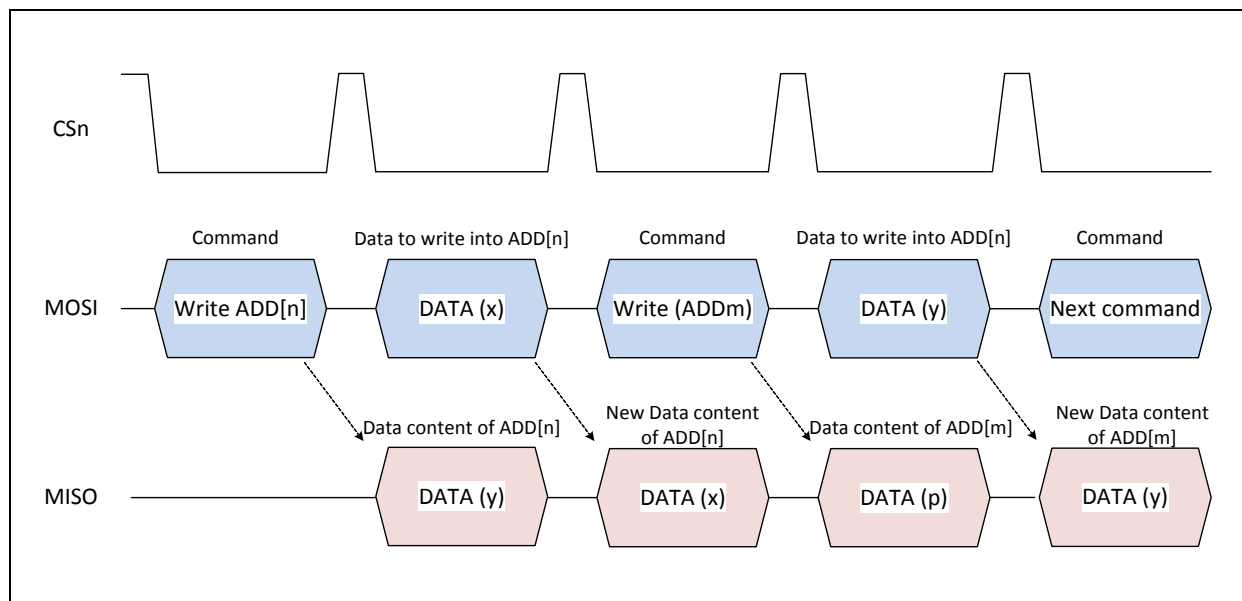 CSn
Command
Data to write into ADD[n]
Command
Data to write into ADD[n]
Command
MOSI
Write ADD[n]
DATA (x)
Write (ADDm)
DATA (y)
Next command
Data content of ADD[n]
New Data content
of ADD[n]
Data content of ADD[m]
New Data content
of ADD[m]
MISO
DATA (y)
DATA (x)
DATA (p)
DATA (y)